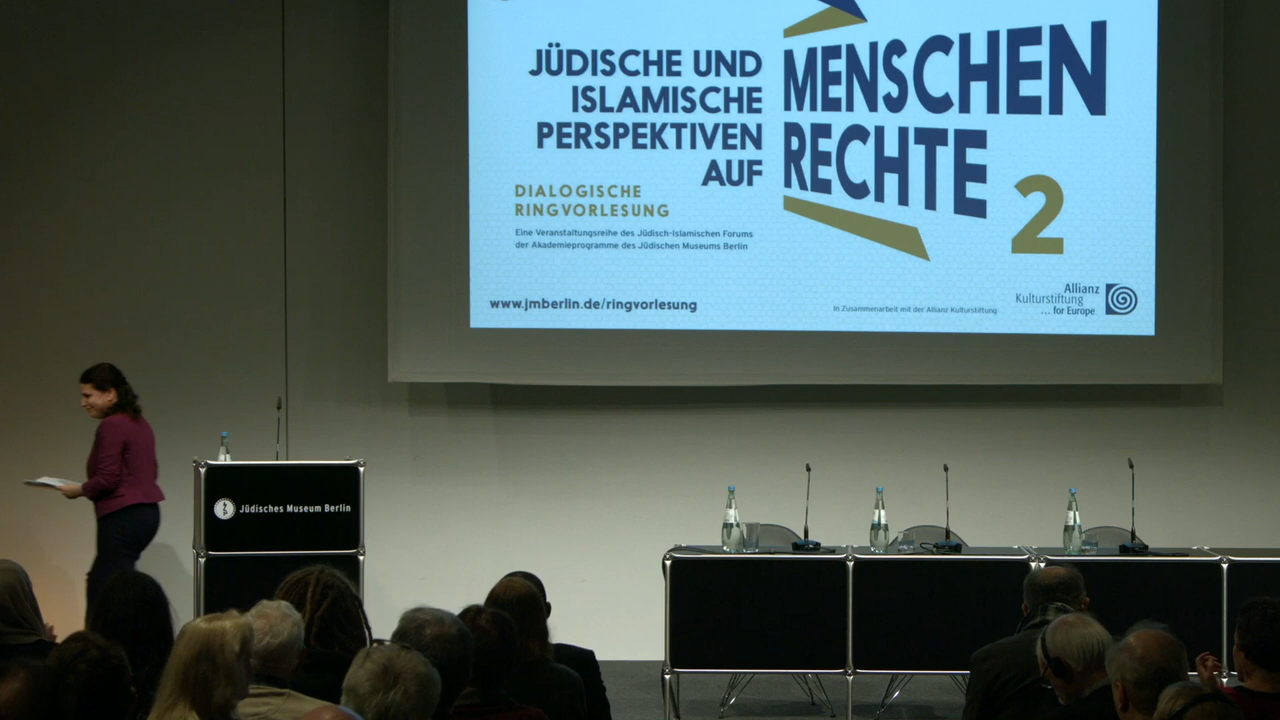 JÜDISCHE UND
ISLAMISCHE
PERSPEKTIVEN
AUF
MENSCHEN
RECHTE
2
DIALOGISCHE
RINGVORLESUNG
Eine Veranstaltungsreihe des Jüdisch-Islamischen Forums
der Akademieprogramme des Jüdischen Museums Berlin
www.jmberlin.de/ringvorlesung
In Zusammenarbeit mit der Allianz Kulturstiftung
Allianz
Kulturstiftung
... for Europe
Jüdisches Museum Berlin